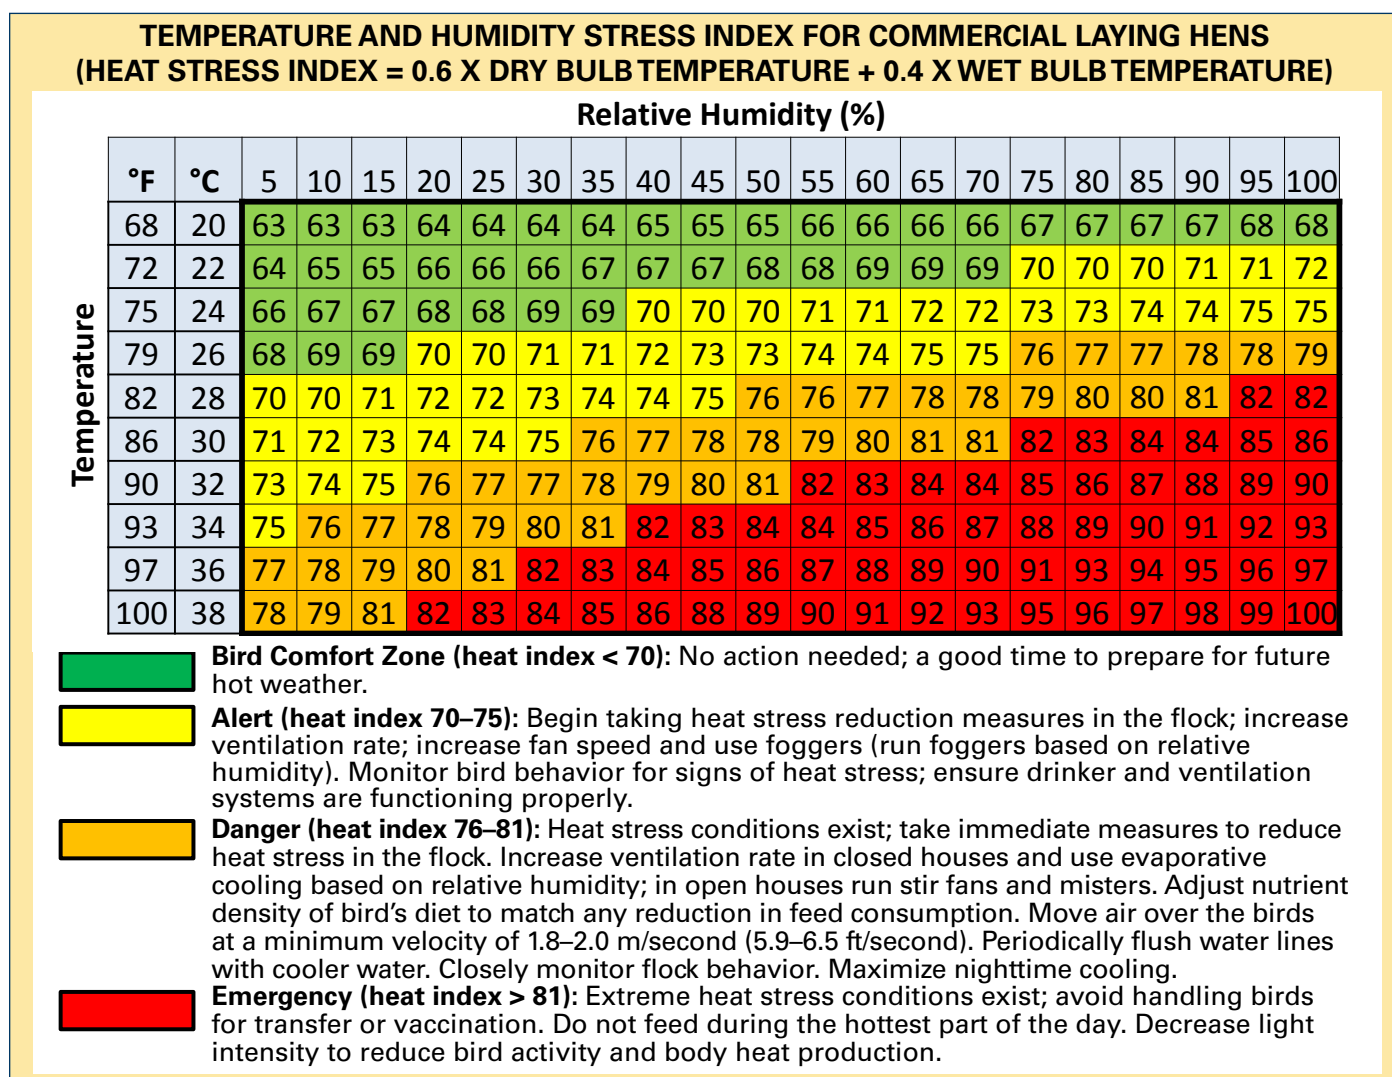 TEMPERATURE AND HUMIDITY STRESS INDEX FOR COMMERCIAL LAYING HENS
(HEAT STRESS INDEX = 0.6 X DRY BULB TEMPERATURE + 0.4 X WET BULB TEMPERATURE)
Relative Humidity (%)
Temperature
°F °C 5 10 15 20 25 30 35 40 45 50 55 60 65 70 75 80 85 90 95 100
68 20 63 63 63 64 64 64 64 65 65 65 66 66 66 66 67 67 67 67 68 68
72 22 64 65 65 66 66 66 67 67 67 68 68 69 69 69 70 70 70 71 71 72
75 24 66 67 67 68 68 69 69 70 70 70 71 71 72 72 73 73 74 74 75 75
79 26 68 69 69 70 70 71 71 72 73 73 74 74 75 75 76 77 77 78 78 79
82 28 70 70 71 72 72 73 74 74 75 76 76 77 78 78 79 80 80 81 82 82
86 30 71 72 73 74 74 75 76 77 78 78 79 80 81 81 82 83 84 84 85 86
90 32 73 74 75 76 77 77 78 79 80 81 82 83 84 84 85 86 87 88 89 90
93 34 75 76 77 78 79 80 81 82 83 84 84 85 86 87 88 89 90 91 92 93
97 36 77 78 79 80 81 82 83 84 85 86 87 88 89 90 91 93 94 95 96 97
100 38 78 79 81 82 83 84 85 86 88 89 90 91 92 93 95 96 97 98 99 100
Bird Comfort Zone (heat index < 70): No action needed; a good time to prepare for future
hot weather.
Alert (heat index 70–75): Begin taking heat stress reduction measures in the flock; increase
ventilation rate; increase fan speed and use foggers (run foggers based on relative
humidity). Monitor bird behavior for signs of heat stress; ensure drinker and ventilation
systems are functioning properly.
Danger (heat index 76–81): Heat stress conditions exist; take immediate measures to reduce
heat stress in the flock. Increase ventilation rate in closed houses and use evaporative
cooling based on relative humidity; in open houses run stir fans and misters. Adjust nutrient
density of bird’s diet to match any reduction in feed consumption. Move air over the birds
at a minimum velocity of 1.8–2.0 m/second (5.9–6.5 ft/second). Periodically flush water lines
with cooler water. Closely monitor flock behavior. Maximize nighttime cooling.
Emergency (heat index > 81): Extreme heat stress conditions exist; avoid handling birds
for transfer or vaccination. Do not feed during the hottest part of the day. Decrease light
intensity to reduce bird activity and body heat production.